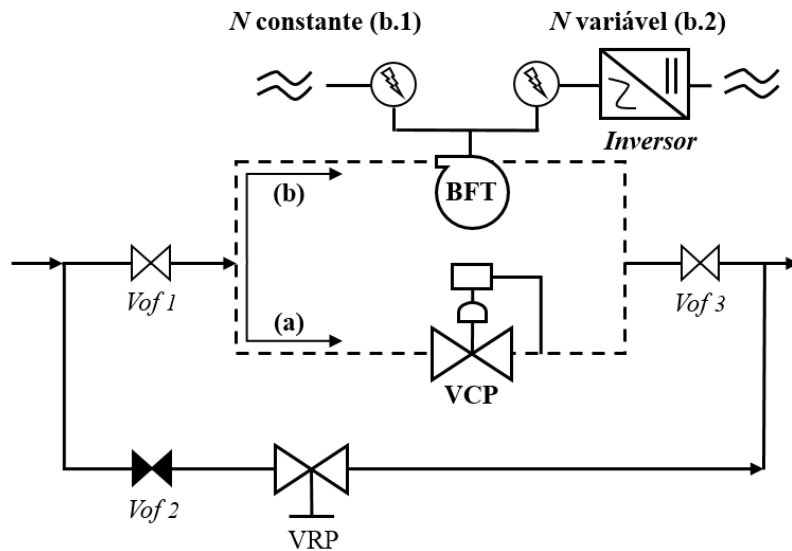 N constante (b.1)
N variável (b.2)
Inversor
BFT
(b)
Vof 1
Vof 3
(a)
VCP
Vof 2
VRP